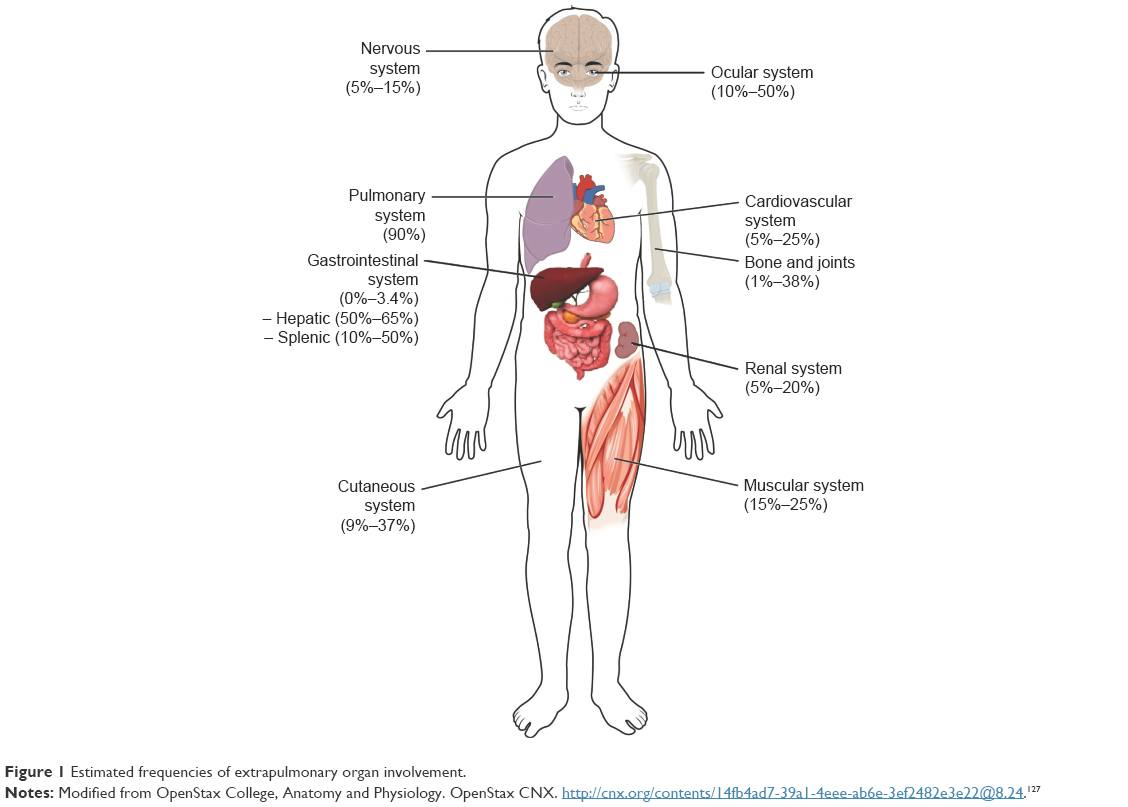 Nervous
system
(5%–15%)
Ocular system
(10%–50%)
Pulmonary
system
(90%)
Cardiovascular
system
(5%–25%)
Gastrointestinal
system
(0%–3.4%)
– Hepatic (50%–65%)
– Splenic (10%–50%)
Bone and joints
(1%–38%)
Renal system
(5%–20%)
Cutaneous
system
(9%–37%)
Muscular system
(15%–25%)
Figure 1 Estimated frequencies of extrapulmonary organ involvement.
Notes: Modified from OpenStax College, Anatomy and Physiology. OpenStax CNX. http://cnx.org/contents/14fb4ad7-39a1-4eee-ab6e-3ef2482e3e22@8.24.127